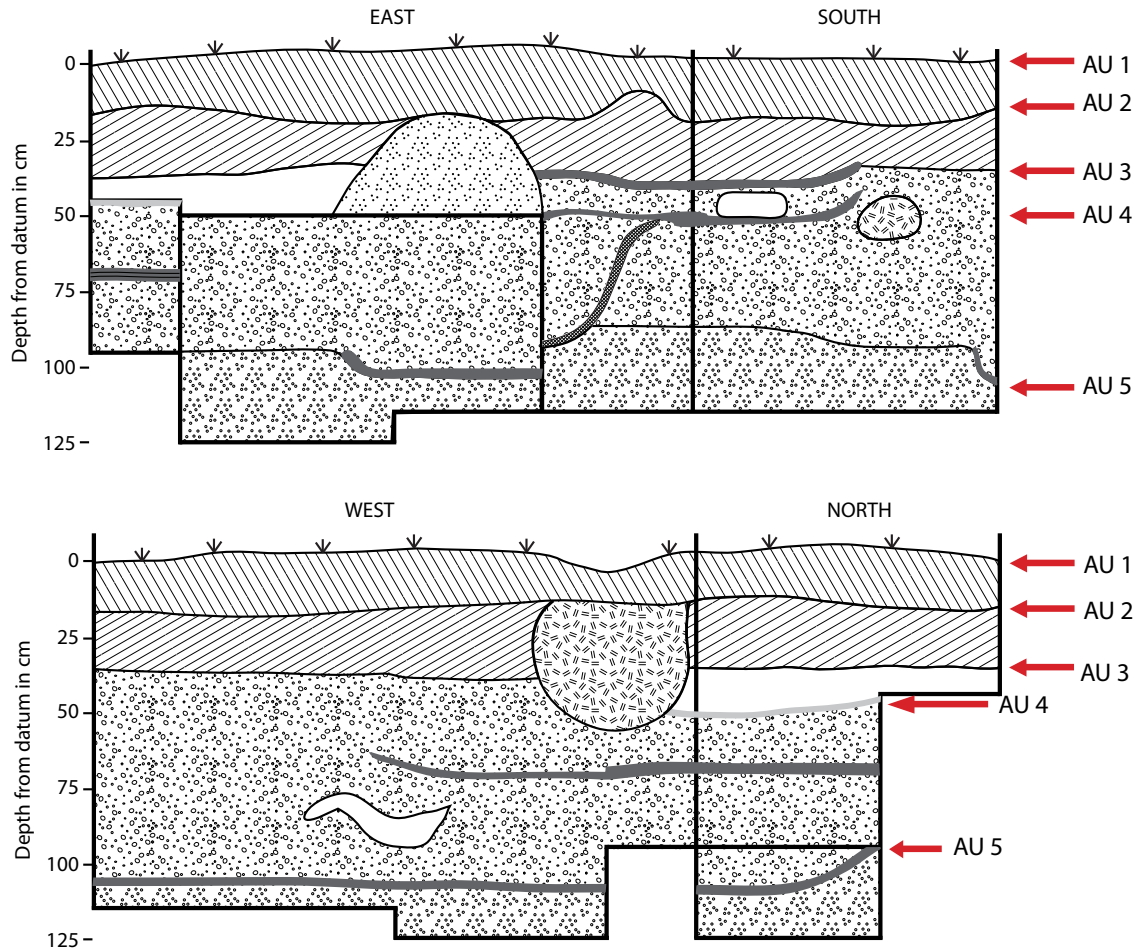 EAST
SOUTH
0
25
50
75
100
125
Depth from datum in cm
AU 1
AU 2
AU 3
AU 4
AU 5
WEST
NORTH
0
25
50
75
100
125
Depth from datum in cm
AU 1
AU 2
AU 3
AU 4
AU 5